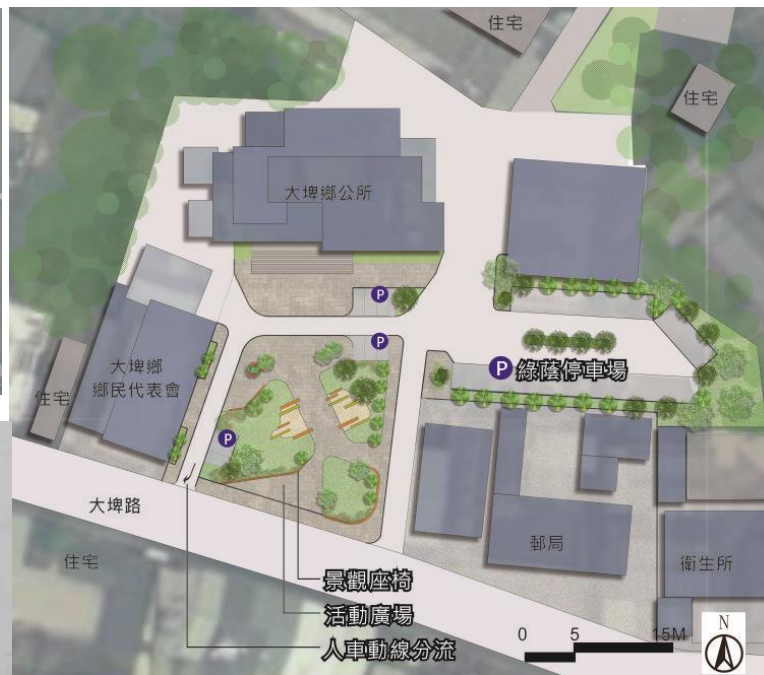 住宅
住宅
大埤鄉公所
P
P
大埤鄉
鄉民代表會
住宅
P 綠蔭停車場
P
大埤路
郵局
衛生所
住宅
景觀座椅
活動廣場
人車動線分流
0 5 15M
N